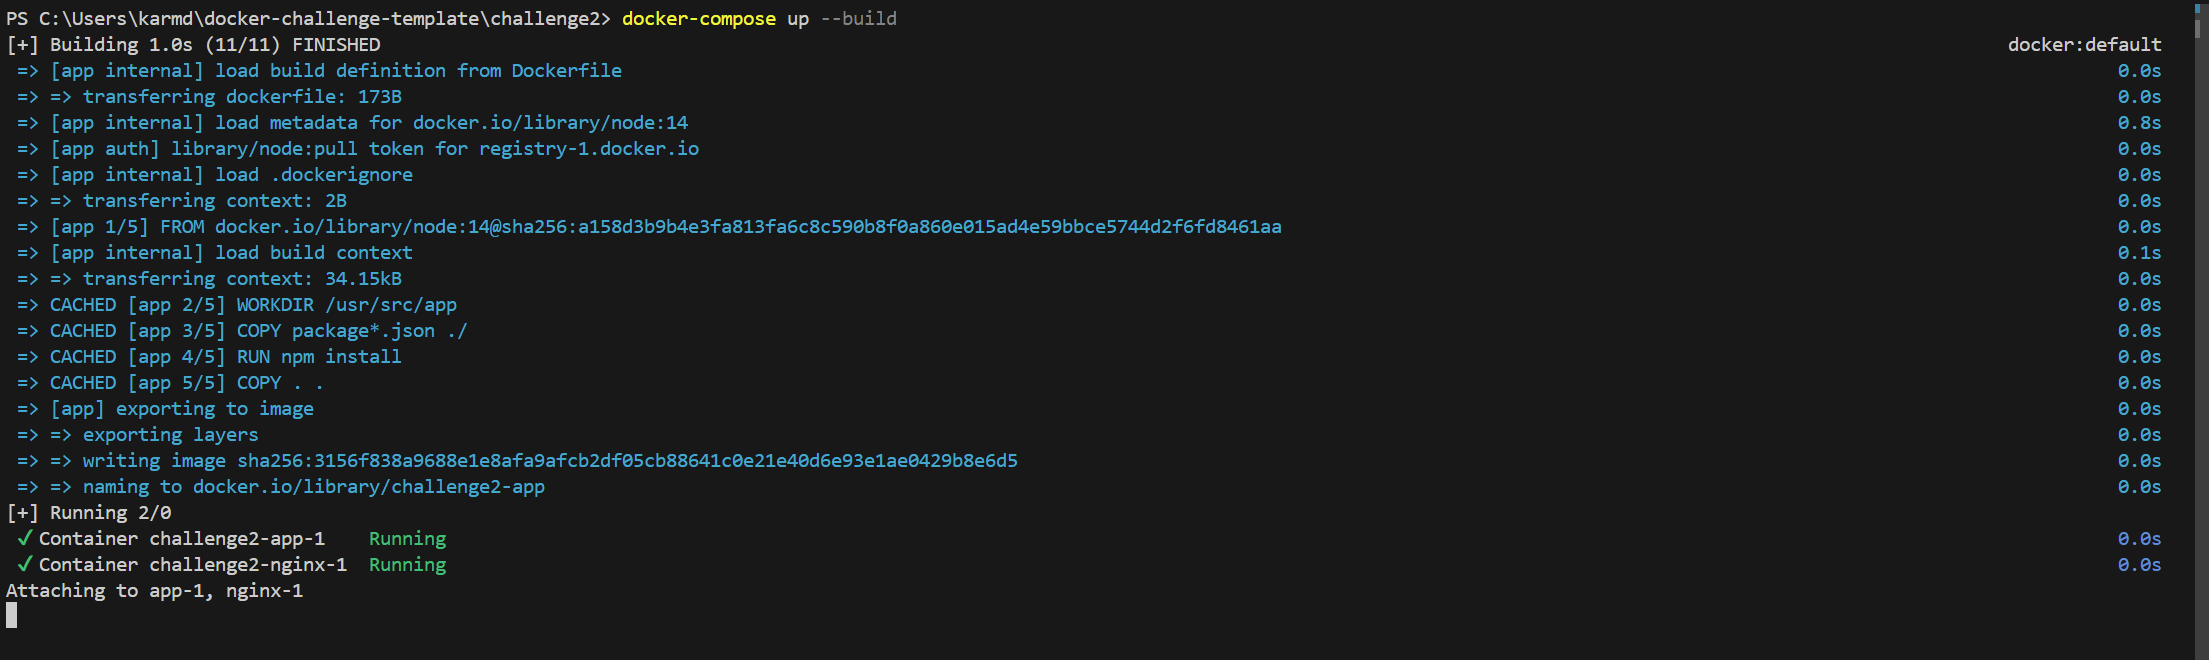 PS C:\Users\karmd\docker-challenge-template\challenge2> docker-compose up --build
[+] Building 1.0s (11/11) FINISHED docker:default
=> [app internal] load build definition from Dockerfile 0.0s
=> => transferring dockerfile: 173B 0.0s
=> [app internal] load metadata for docker.io/library/node:14 0.8s
=> [app auth] library/node:pull token for registry-1.docker.io 0.0s
=> [app internal] load .dockerignore 0.0s
=> => transferring context: 2B 0.0s
=> [app 1/5] FROM docker.io/library/node:14@sha256:a158d3b9b4e3fa813fa6c8c590b8f0a860e015ad4e59bbce5744d2f6fd8461aa 0.0s
=> [app internal] load build context 0.1s
=> => transferring context: 34.15kB 0.0s
=> CACHED [app 2/5] WORKDIR /usr/src/app 0.0s
=> CACHED [app 3/5] COPY package*.json ./ 0.0s
=> CACHED [app 4/5] RUN npm install 0.0s
=> CACHED [app 5/5] COPY . . 0.0s
=> [app] exporting to image 0.0s
=> => exporting layers 0.0s
=> => writing image sha256:3156f838a9688e1e8afa9afcb2df05cb88641c0e21e40d6e93e1ae0429b8e6d5 0.0s
=> => naming to docker.io/library/challenge2-app 0.0s
[+] Running 2/0
✓ Container challenge2-app-1 Running 0.0s
✓ Container challenge2-nginx-1 Running 0.0s
Attaching to app-1, nginx-1